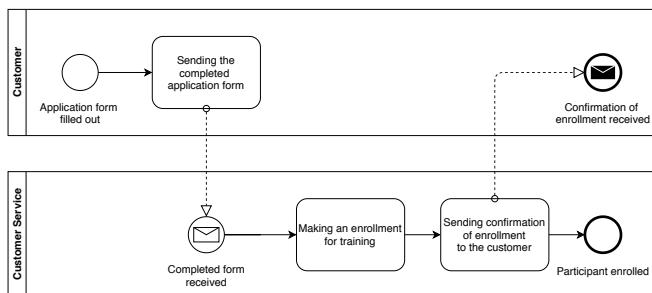 Customer
Sending the
completed
application form
Application form
filled out
Confirmation of
enrollment received
Customer Service
Making an enrollment
for training
Sending confirmation
of enrollment
to the customer
Completed form
received
Participant enrolled